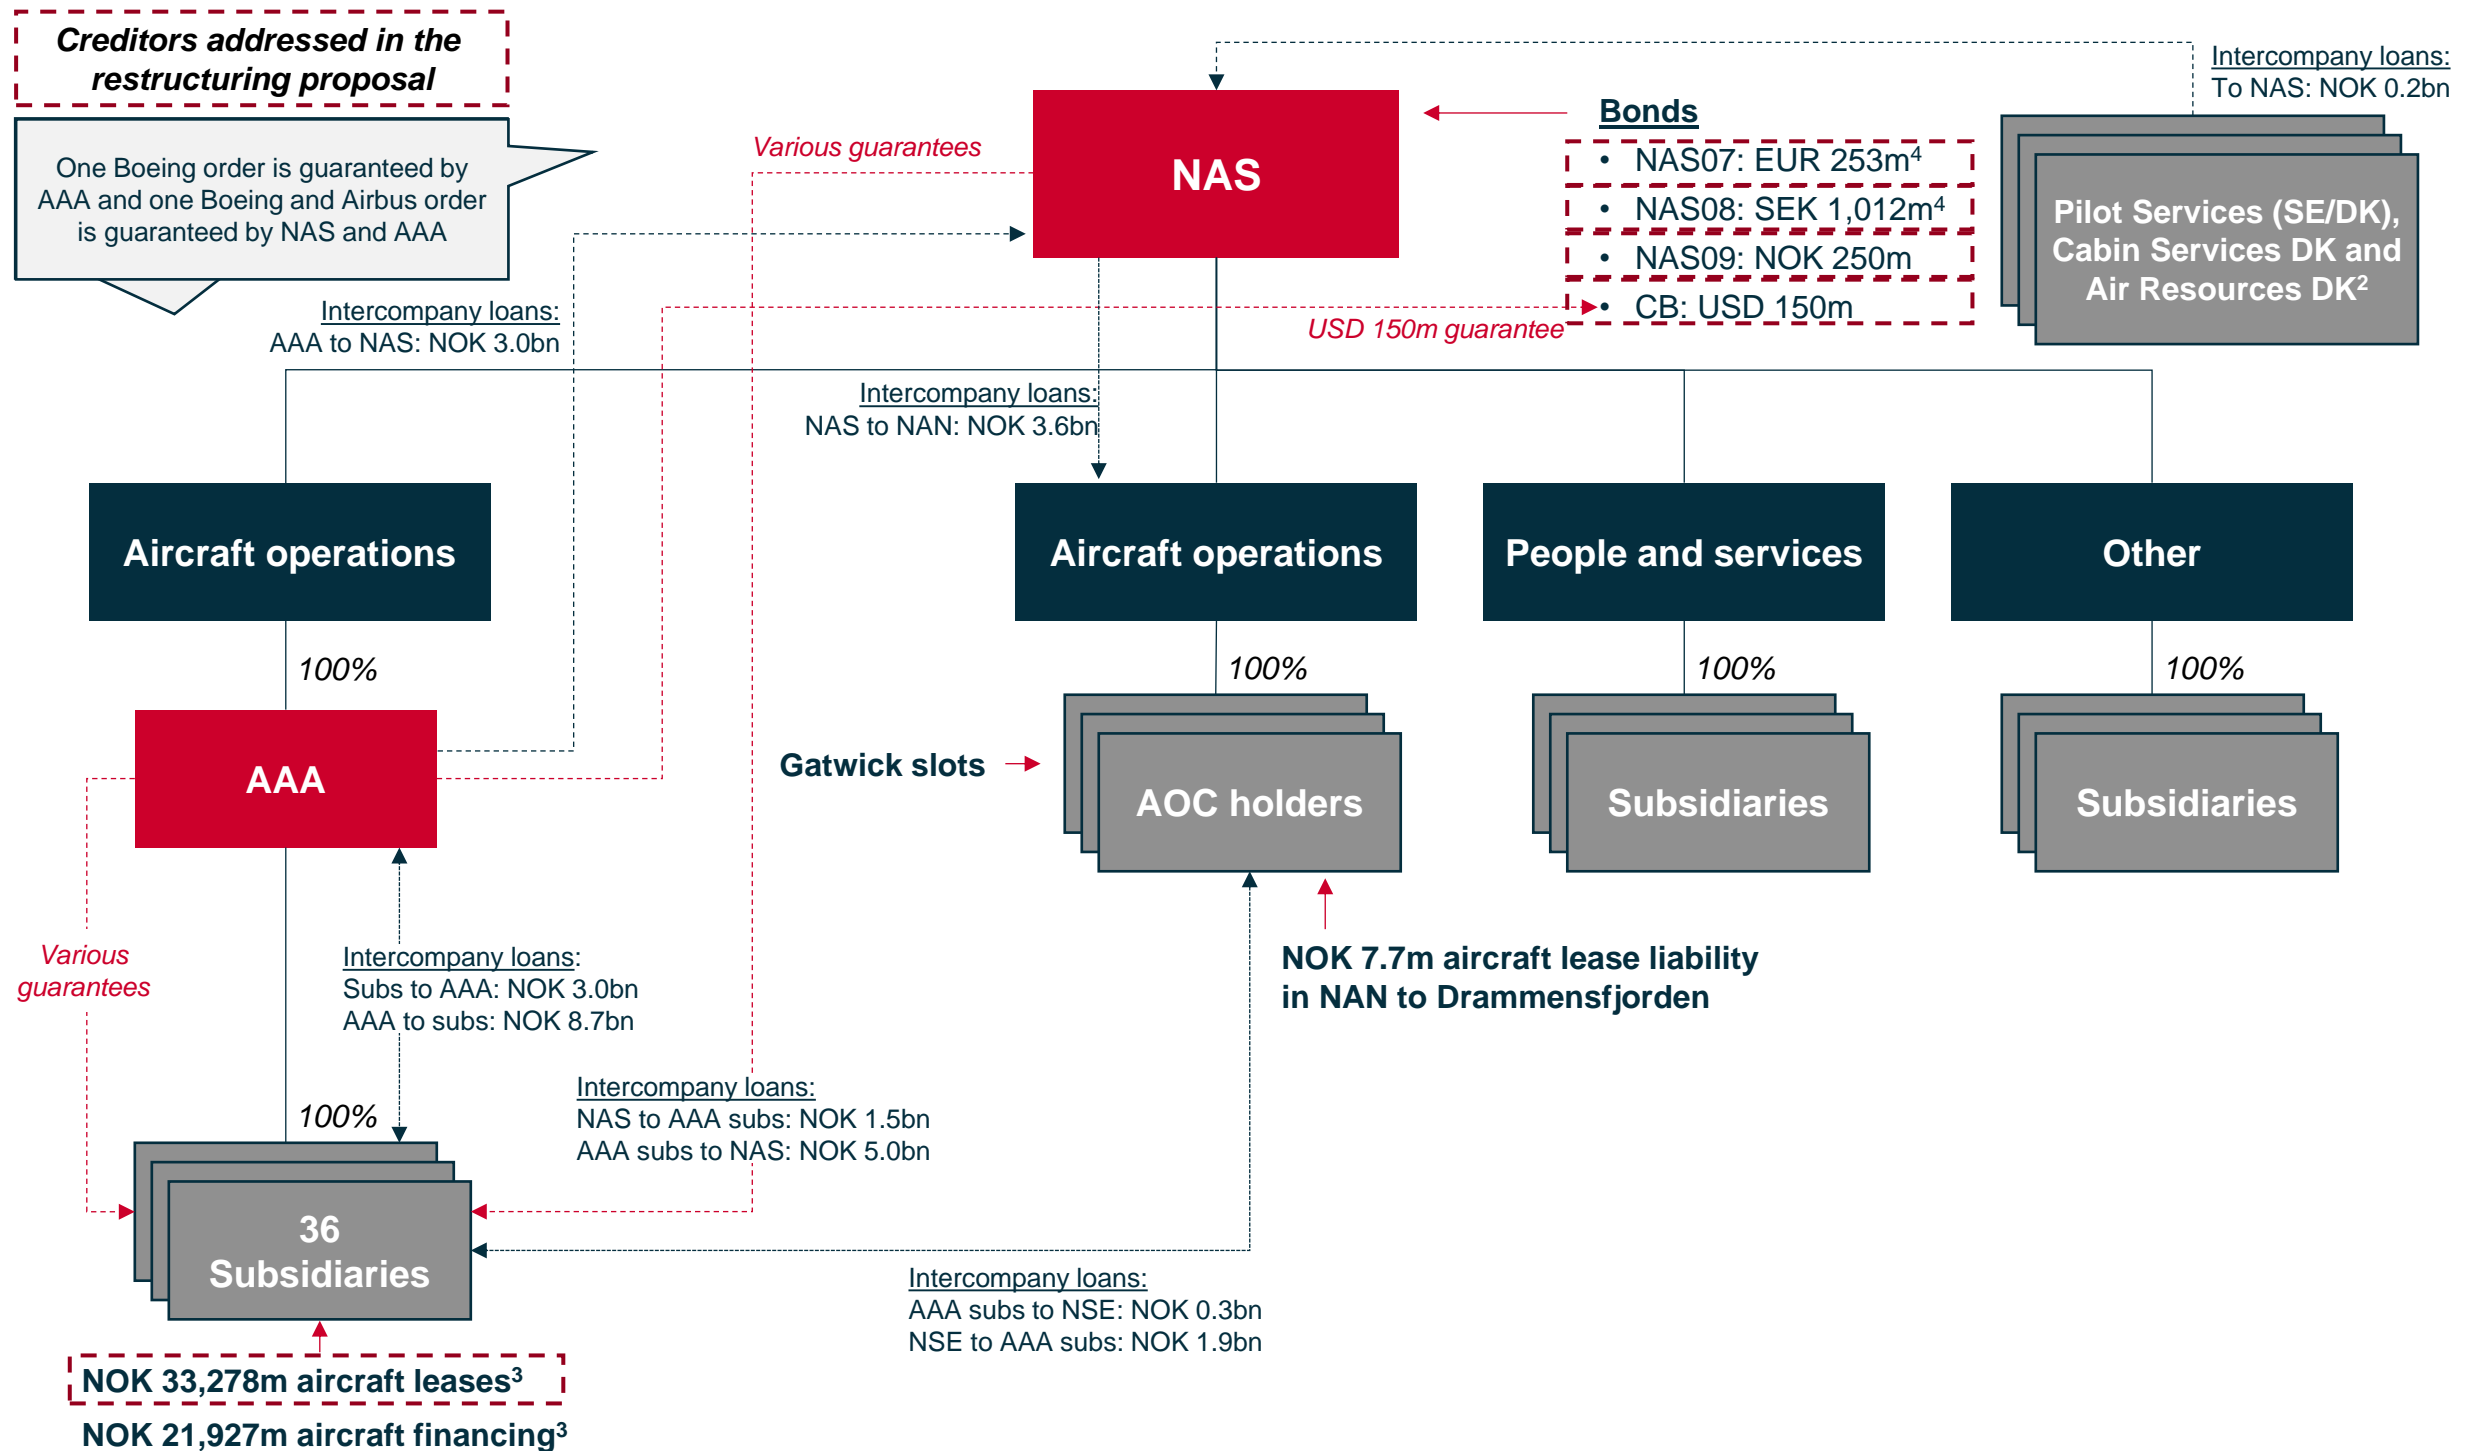 Creditors addressed in the
restructuring proposal
One Boeing order is guaranteed by
AAA and one Boeing and Airbus order
is guaranteed by NAS and AAA
Intercompany loans:
To NAS: NOK 0.2bn
NAS
Bonds
• NAS07: EUR 253m⁴
• NAS08: SEK 1,012m⁴
• NAS09: NOK 250m
• CB: USD 150m
Pilot Services (SE/DK),
Cabin Services DK and
Air Resources DK²
Various guarantees
USD 150m guarantee
Intercompany loans:
AAA to NAS: NOK 3.0bn
Intercompany loans:
NAS to NAN: NOK 3.6bn
Aircraft operations
Aircraft operations
People and services
Other
100%
100%
100%
100%
AAA
Gatwick slots
AOC holders
Subsidiaries
Subsidiaries
Various
guarantees
Intercompany loans:
Subs to AAA: NOK 3.0bn
AAA to subs: NOK 8.7bn
NOK 7.7m aircraft lease liability
in NAN to Drammensfjorden
Intercompany loans:
NAS to AAA subs: NOK 1.5bn
AAA subs to NAS: NOK 5.0bn
100%
36
Subsidiaries
Intercompany loans:
AAA subs to NSE: NOK 0.3bn
NSE to AAA subs: NOK 1.9bn
NOK 33,278m aircraft leases³
NOK 21,927m aircraft financing³